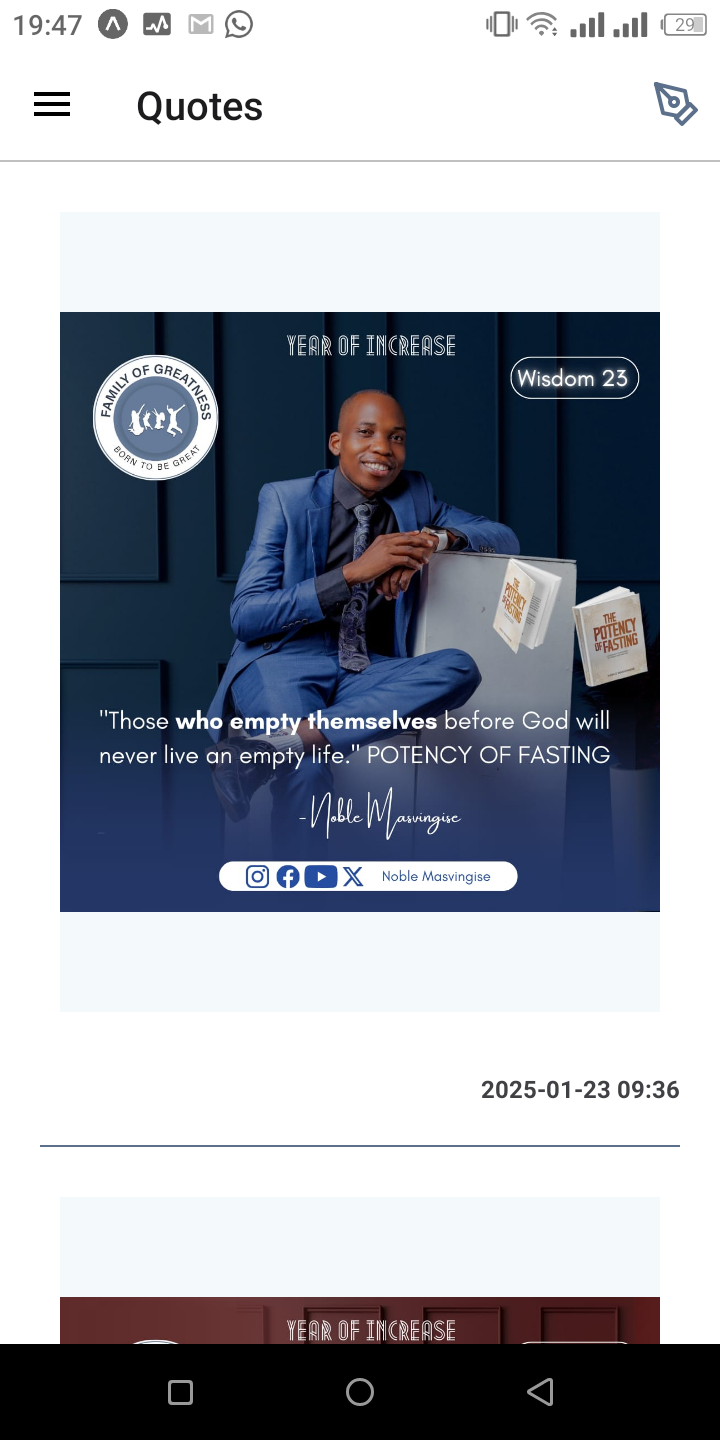 19:47
29
Quotes
YEAR OF INCREASE
FAMILY OF GREATNESS
BORN TO BE GREAT
Wisdom 23
THE
POTENCY
OF FASTING
THE
POTENCY
OF FASTING
"Those who empty themselves before God will
never live an empty life." POTENCY OF FASTING
-Noble Masvingise
Noble Masvingise
2025-01-23 09:36
YEAR OF INCREASE